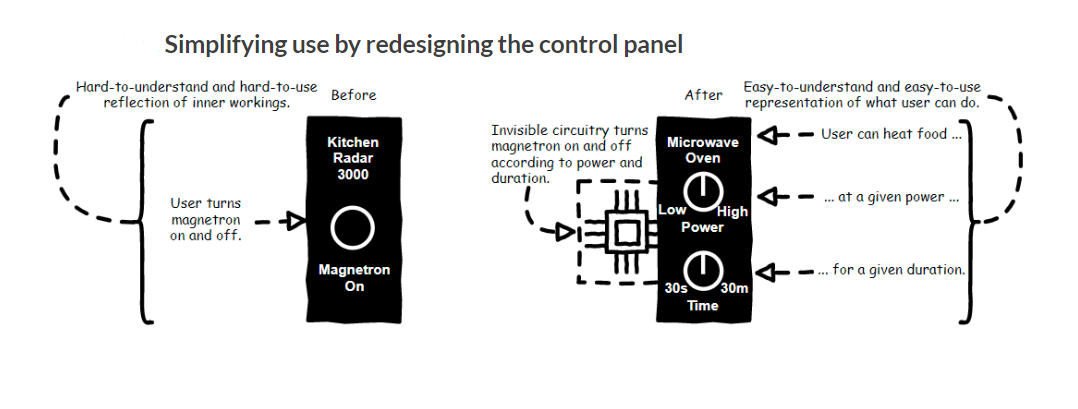 Simplifying use by redesigning the control panel
Hard-to-understand and hard-to-use
reflection of inner workings.
Before
Kitchen
Radar
3000
User turns
magnetron
on and off.
Magnetron
On
After
Easy-to-understand and easy-to-use
representation of what user can do.
Invisible circuitry turns
magnetron on and off
according to power and
duration.
Microwave
Oven
Low
High
Power
30s
30m
Time
User can heat food ...
... at a given power ...
... for a given duration.